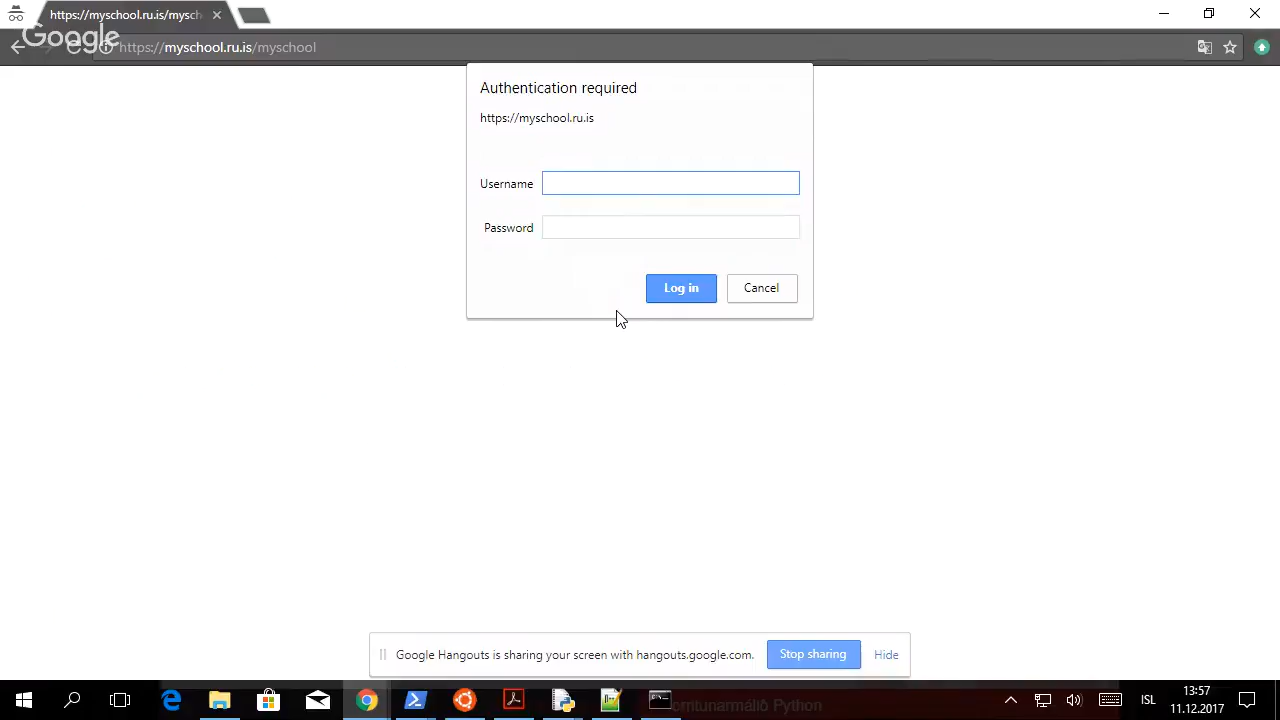 https://myschool.ru.is/mysch
Google
https://myschool.ru.is/myschool
Authentication required
https://myschool.ru.is
Username
Password
Log in
Cancel
Google Hangouts is sharing your screen with hangouts.google.com.
Stop sharing
Hide
ISL
13:57
11.12.2017
Python